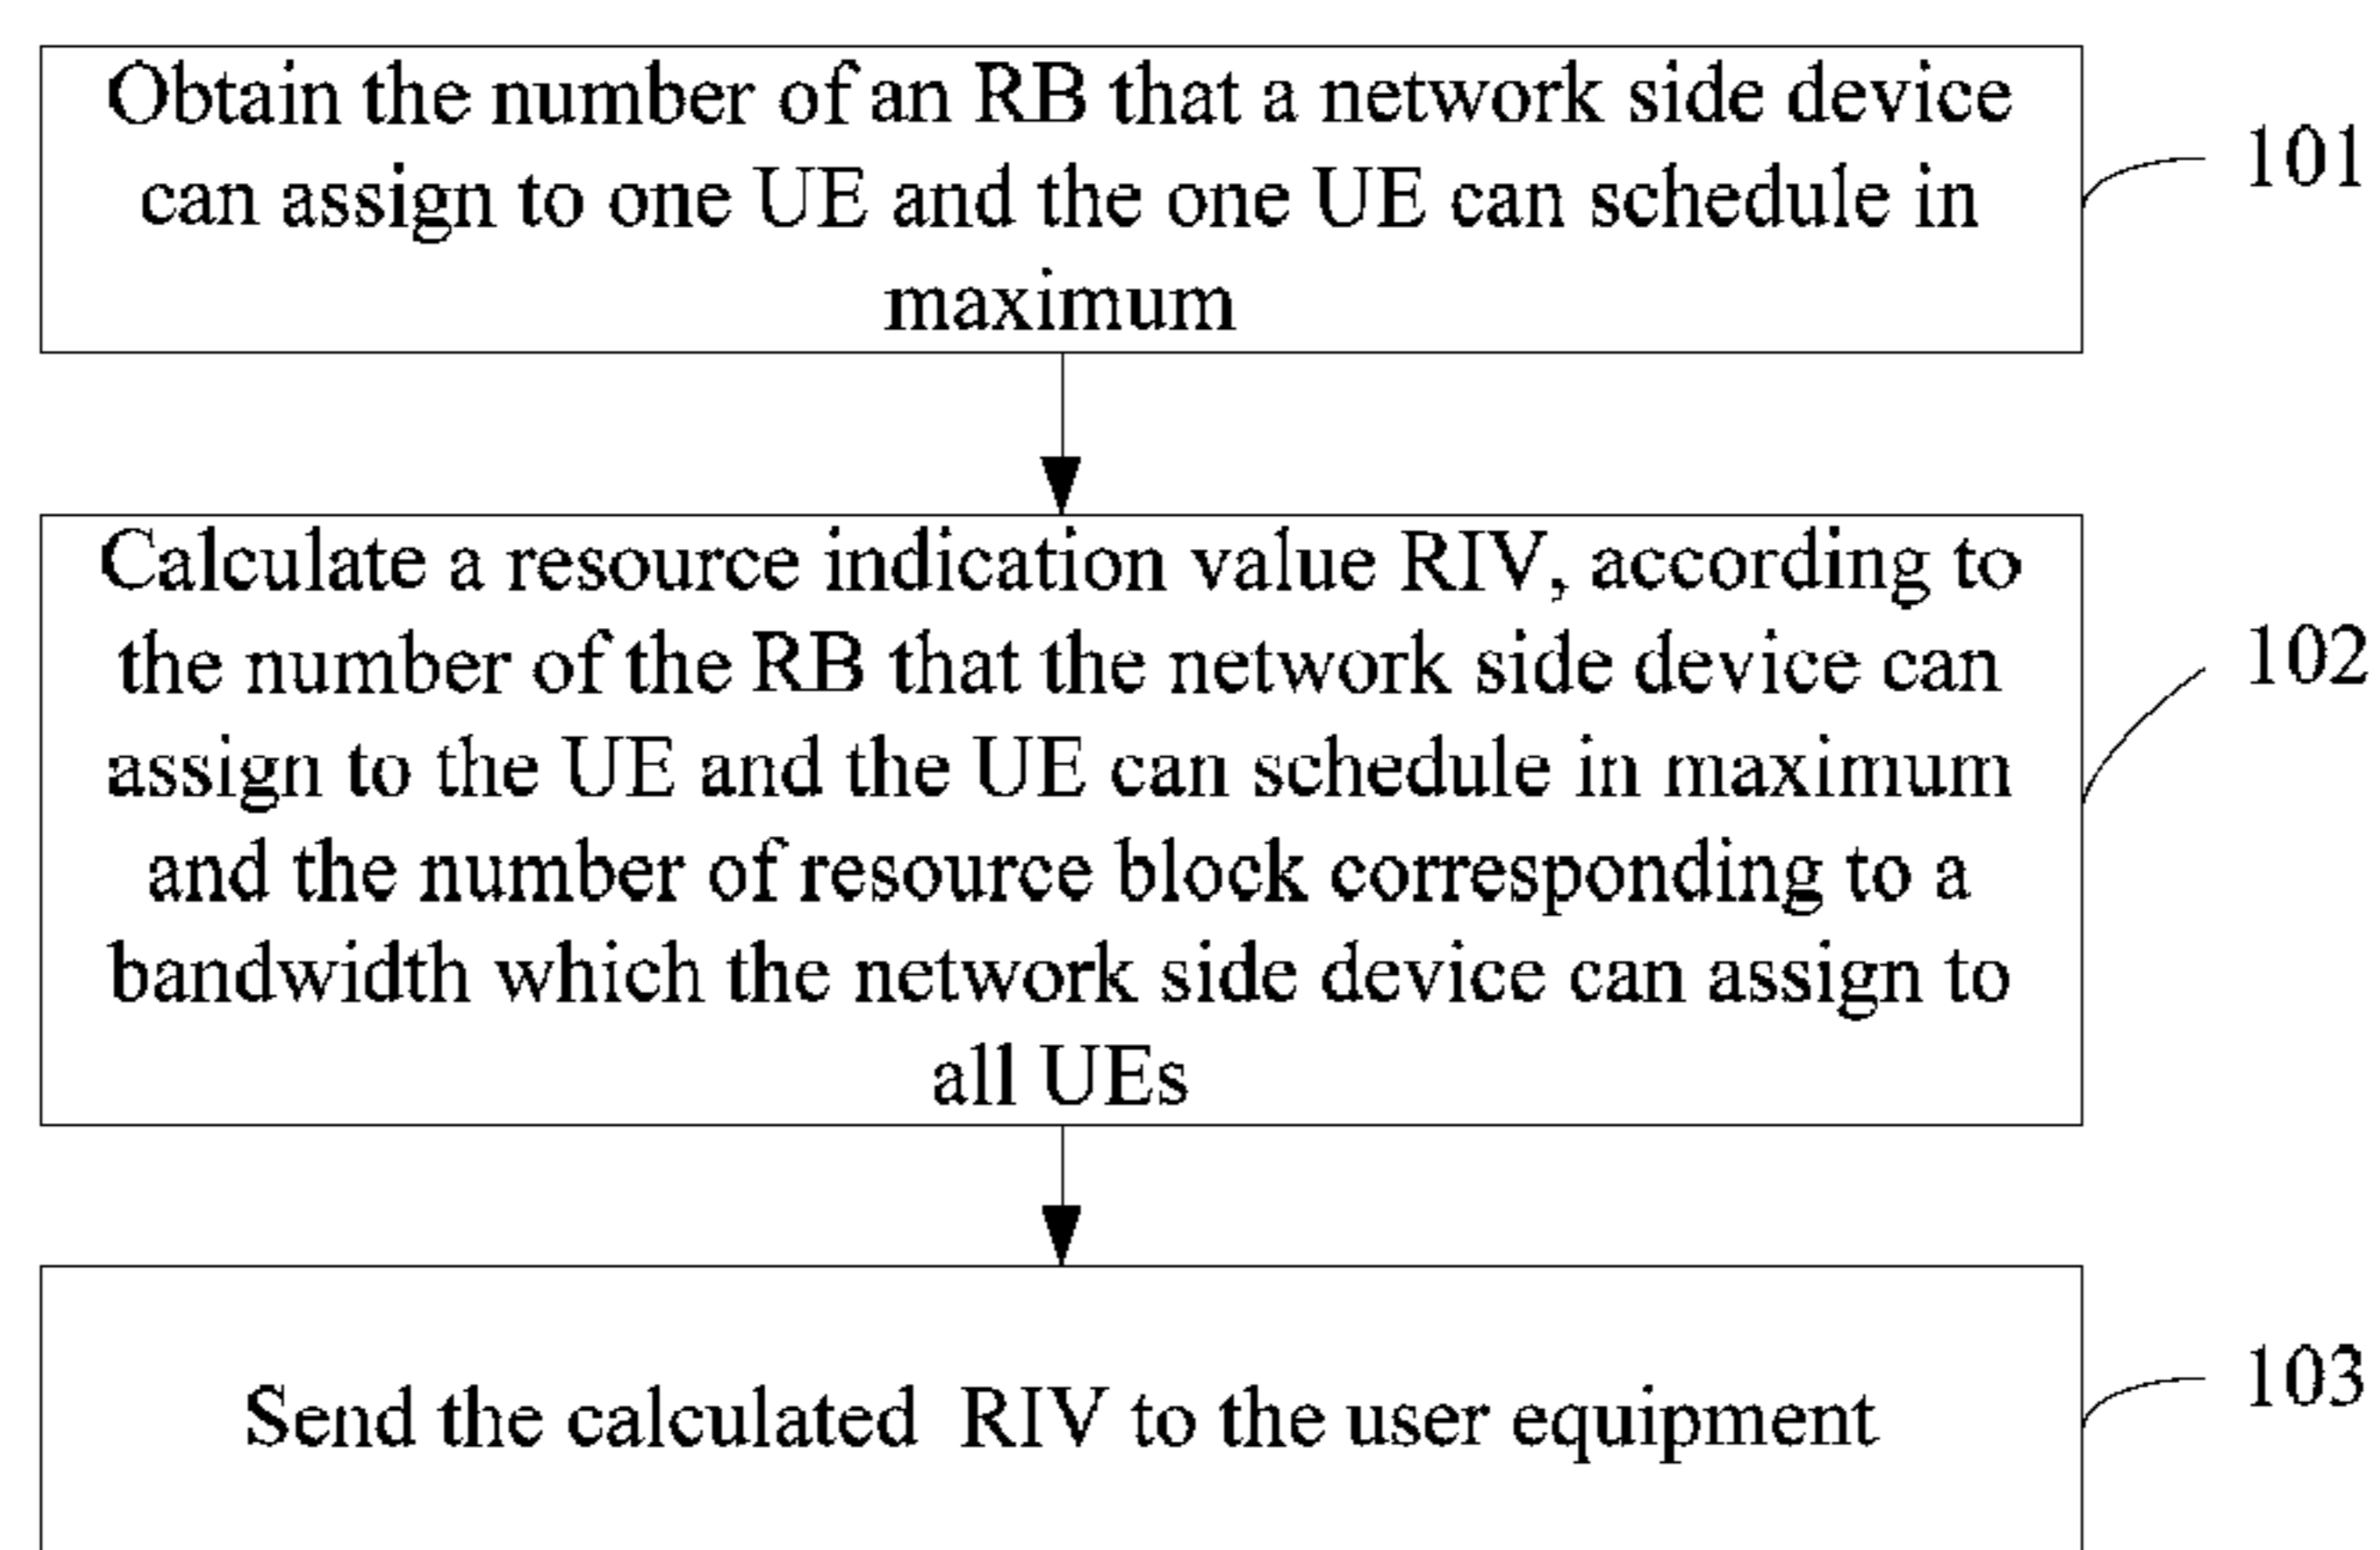 Obtain the number of an RB that a network side device
can assign to one UE and the one UE can schedule in
maximum
101
Calculate a resource indication value RIV, according to
the number of the RB that the network side device can
assign to the UE and the UE can schedule in maximum
and the number of resource block corresponding to a
bandwidth which the network side device can assign to
all UEs
102
Send the calculated RIV to the user equipment
103